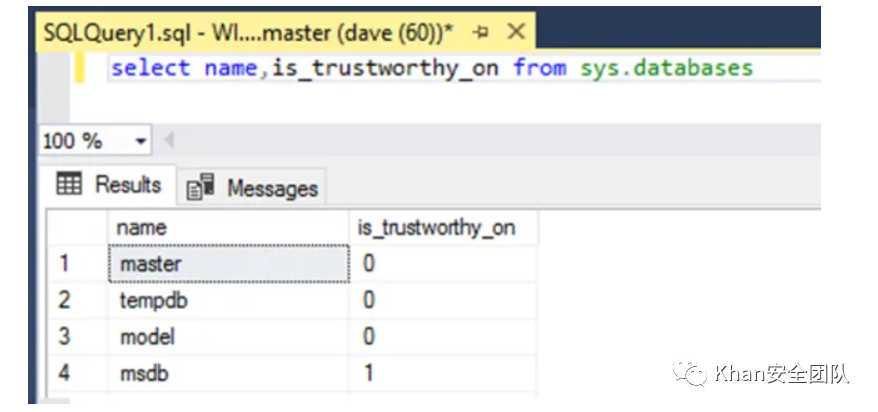 SQLQuery1.sql - WI....master (dave (60))*
select name,is_trustworthy_on from sys.databases
100 %
Results Messages
name is_trustworthy_on
1 master 0
2 tempdb 0
3 model 0
4 msdb 1
Khan安全团队